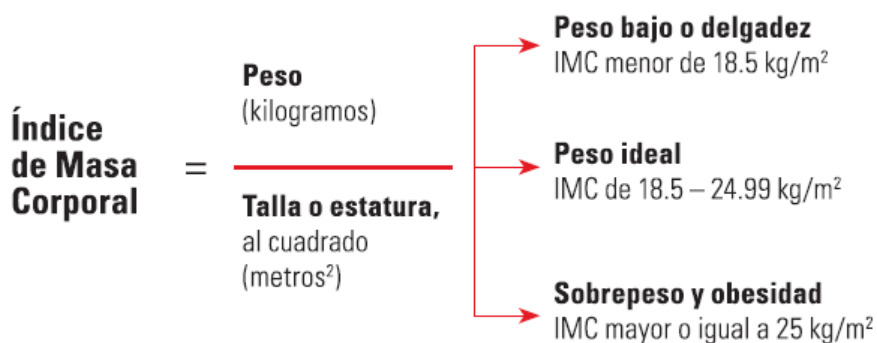 Índice
de Masa
Corporal
=
Peso
(kilogramos)
Talla o estatura,
al cuadrado
(metros²)
Peso bajo o delgadez
IMC menor de 18.5 kg/m²
Peso ideal
IMC de 18.5 – 24.99 kg/m²
Sobrepeso y obesidad
IMC mayor o igual a 25 kg/m²